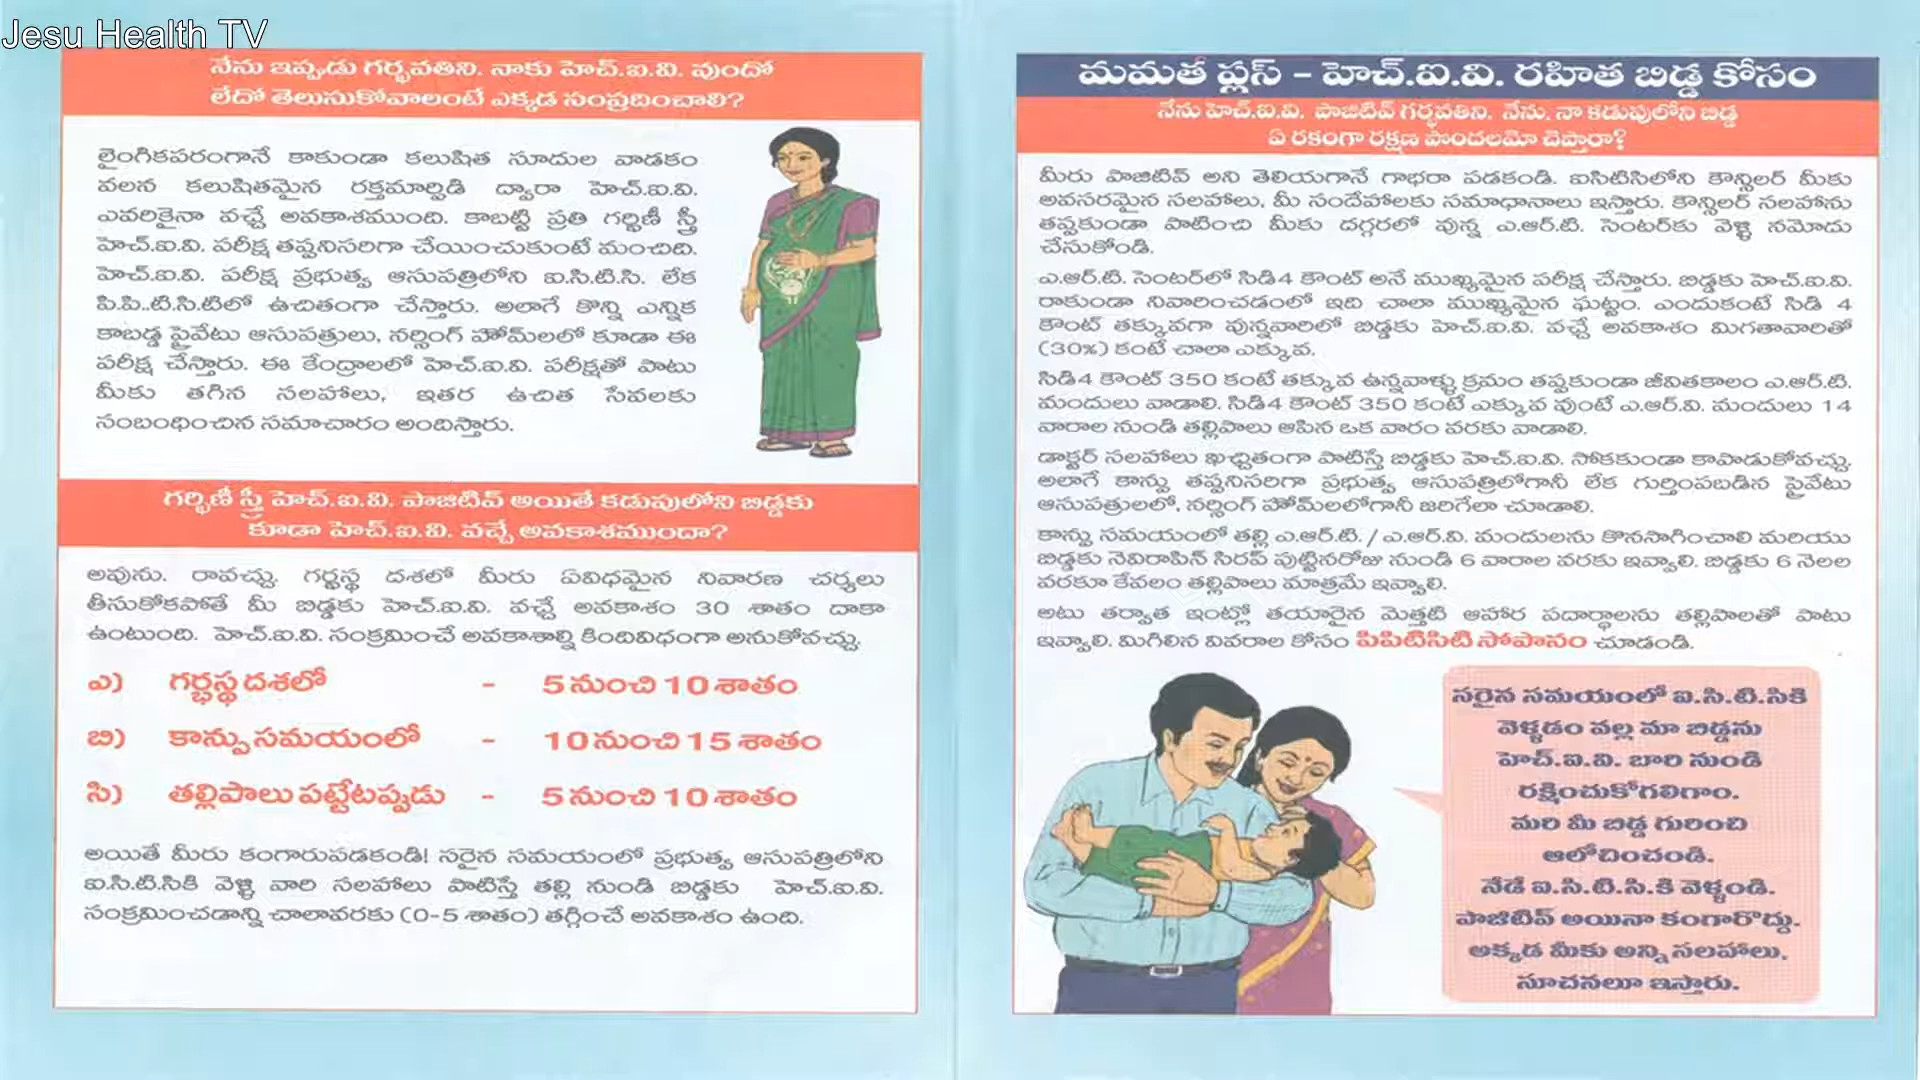 Jesu Health TV
నేను ఇప్పుడు గర్భవతిని. నాకు హెచ్.ఐ.వి. వుందో
లేదో తెలుసుకోవాలంటే ఎక్కడ సంప్రదించాలి?
లైంగికపరంగానే కాకుండా కలుషిత సూదుల వాడకం
వలన కలుషితమైన రక్తమార్పిడి ద్వారా హెచ్.ఐ.వి.
ఎవరికైనా వచ్చే అవకాశముంది. కాబట్టి ప్రతి గర్భిణీ స్త్రీ
హెచ్.ఐ.వి. పరీక్ష తప్పనిసరిగా చేయించుకుంటే మంచిది.
హెచ్.ఐ.వి. పరీక్ష ప్రభుత్వ ఆసుపత్రిలోని ఐ.సి.టి.సి. లేక
పి.పి..టి.సి.టిలో ఉచితంగా చేస్తారు. అలాగే కొన్ని ఎన్నిక
కాబడ్డ ప్రైవేటు ఆసుపత్రులు, నర్సింగ్ హోమ్‌లలో కూడా ఈ
పరీక్ష చేస్తారు. ఈ కేంద్రాలలో హెచ్.ఐ.వి. పరీక్షతో పాటు
మీకు తగిన సలహాలు, ఇతర ఉచిత సేవలకు
సంబంధించిన సమాచారం అందిస్తారు.
గర్భిణీ స్త్రీ హెచ్.ఐ.వి. పాజిటివ్ అయితే కడుపులోని బిడ్డకు
కూడా హెచ్.ఐ.వి. వచ్చే అవకాశముందా?
అవును. రావచ్చు. గర్భస్థ దశలో మీరు ఏవిధమైన నివారణ చర్యలు
తీసుకోకపోతే మీ బిడ్డకు హెచ్.ఐ.వి. వచ్చే అవకాశం 30 శాతం దాకా
ఉంటుంది. హెచ్.ఐ.వి. సంక్రమించే అవకాశాల్ని కిందివిధంగా అనుకోవచ్చు.
ఎ) గర్భస్థ దశలో - 5 నుంచి 10 శాతం
బి) కాన్పు సమయంలో - 10 నుంచి 15 శాతం
సి) తల్లిపాలు పట్టేటప్పుడు - 5 నుంచి 10 శాతం
అయితే మీరు కంగారుపడకండి! సరైన సమయంలో ప్రభుత్వ ఆసుపత్రిలోని
ఐ.సి.టి.సికి వెళ్ళి వారి సలహాలు పాటిస్తే తల్లి నుండి బిడ్డకు హెచ్.ఐ.వి.
సంక్రమించడాన్ని చాలావరకు (0-5 శాతం) తగ్గించే అవకాశం ఉంది.
మమత ప్లస్ - హెచ్.ఐ.వి. రహిత బిడ్డ కోసం
నేను హెచ్.ఐ.వి. పాజిటివ్ గర్భవతిని. నేను, నా కడుపులోని బిడ్డ
ఏ రకంగా రక్షణ పొందలమో చెప్తారా?
మీరు పాజిటివ్ అని తెలియగానే గాభరా పడకండి. ఐసిటిసిలోని కౌన్సిలర్ మీకు
అవసరమైన సలహాలు, మీ సందేహాలకు సమాధానాలు ఇస్తారు. కౌన్సిలర్ సలహాను
తప్పకుండా పాటించి మీకు దగ్గరలో వున్న ఎ.ఆర్.టి. సెంటర్‌కు వెళ్ళి నమోదు
చేసుకోండి.
ఎ.ఆర్.టి. సెంటర్‌లో సిడి4 కౌంట్ అనే ముఖ్యమైన పరీక్ష చేస్తారు. బిడ్డకు హెచ్.ఐ.వి.
రాకుండా నివారించడంలో ఇది చాలా ముఖ్యమైన ఘట్టం. ఎందుకంటే సిడి 4
కౌంట్ తక్కువగా వున్నవారిలో బిడ్డకు హెచ్.ఐ.వి. వచ్చే అవకాశం మిగతావారితో
(30%) కంటే చాలా ఎక్కువ.
సిడి4 కౌంట్ 350 కంటే తక్కువ ఉన్నవాళ్ళు క్రమం తప్పకుండా జీవితకాలం ఎ.ఆర్.టి.
మందులు వాడాలి. సిడి4 కౌంట్ 350 కంటే ఎక్కువ వుంటే ఎ.ఆర్.వి. మందులు 14
వారాల నుండి తల్లిపాలు ఆపిన ఒక వారం వరకు వాడాలి.
డాక్టర్ సలహాలు ఖచ్చితంగా పాటిస్తే బిడ్డకు హెచ్.ఐ.వి. సోకకుండా కాపాడుకోవచ్చు.
అలాగే కాన్పు తప్పనిసరిగా ప్రభుత్వ ఆసుపత్రిలోగానీ లేక గుర్తింపబడిన ప్రైవేటు
ఆసుపత్రులలో, నర్సింగ్ హోమ్‌లలోగానీ జరిగేలా చూడాలి.
కాన్పు సమయంలో తల్లి ఎ.ఆర్.టి. / ఎ.ఆర్.వి. మందులను కొనసాగించాలి మరియు
బిడ్డకు నెవిరాపిన్ సిరప్ పుట్టినరోజు నుండి 6 వారాల వరకు ఇవ్వాలి. బిడ్డకు 6 నెలల
వరకూ కేవలం తల్లిపాలు మాత్రమే ఇవ్వాలి.
అటు తర్వాత ఇంట్లో తయారైన మెత్తటి ఆహార పదార్థాలను తల్లిపాలతో పాటు
ఇవ్వాలి. మిగిలిన వివరాల కోసం పిపిటిసిటి సోపానం చూడండి.
సరైన సమయంలో ఐ.సి.టి.సికి
వెళ్ళడం వల్ల మా బిడ్డను
హెచ్.ఐ.వి. బారి నుండి
రక్షించుకోగలిగాం.
మరి మీ బిడ్డ గురించి
ఆలోచించండి.
నేడే ఐ.సి.టి.సి.కి వెళ్ళండి.
పాజిటివ్ అయినా కంగారొద్దు.
అక్కడ మీకు అన్ని సలహాలు,
సూచనలూ ఇస్తారు.